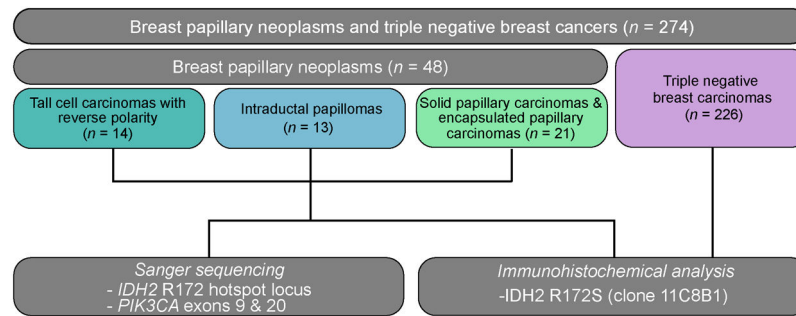 Breast papillary neoplasms and triple negative breast cancers (n = 274)
Breast papillary neoplasms (n = 48)
Tall cell carcinomas with
reverse polarity
(n = 14)
Intraductal papillomas
(n = 13)
Solid papillary carcinomas &
encapsulated papillary
carcinomas (n = 21)
Triple negative
breast carcinomas
(n = 226)
Sanger sequencing
- IDH2 R172 hotspot locus
- PIK3CA exons 9 & 20
Immunohistochemical analysis
-IDH2 R172S (clone 11C8B1)